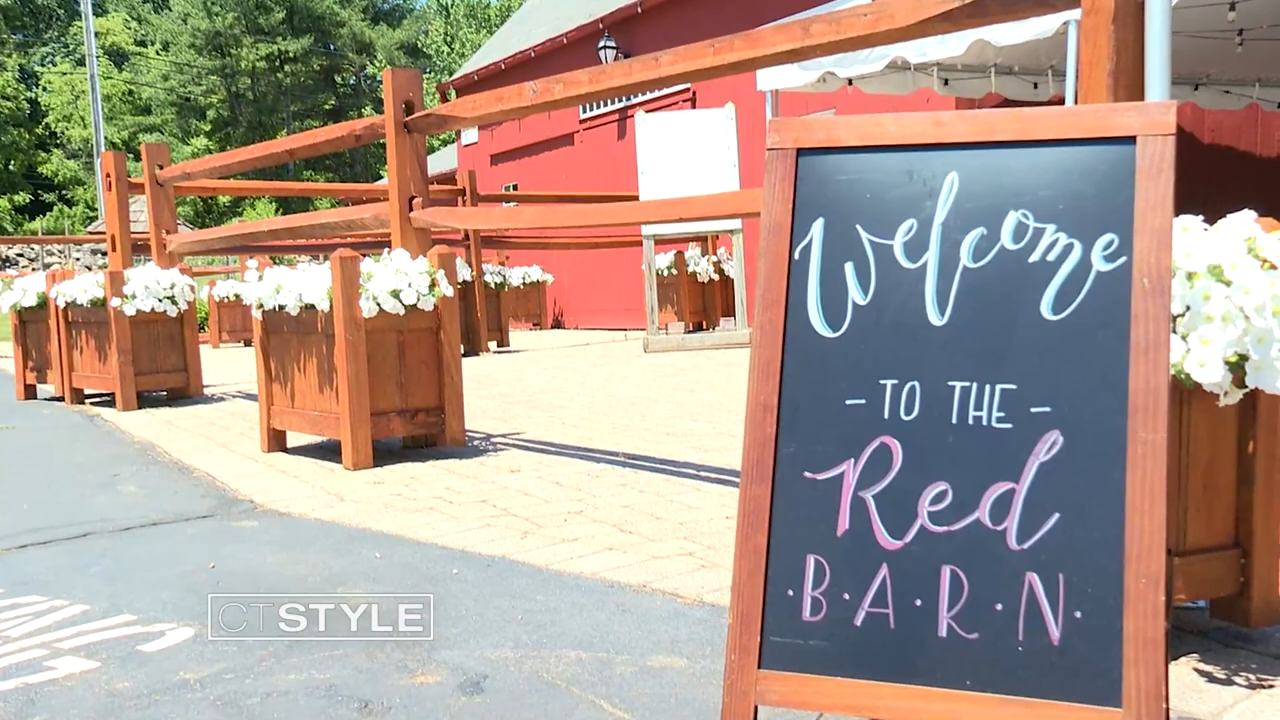 Welcome
- TO THE -
Red
·B·A·R·N·
CTSTYLE